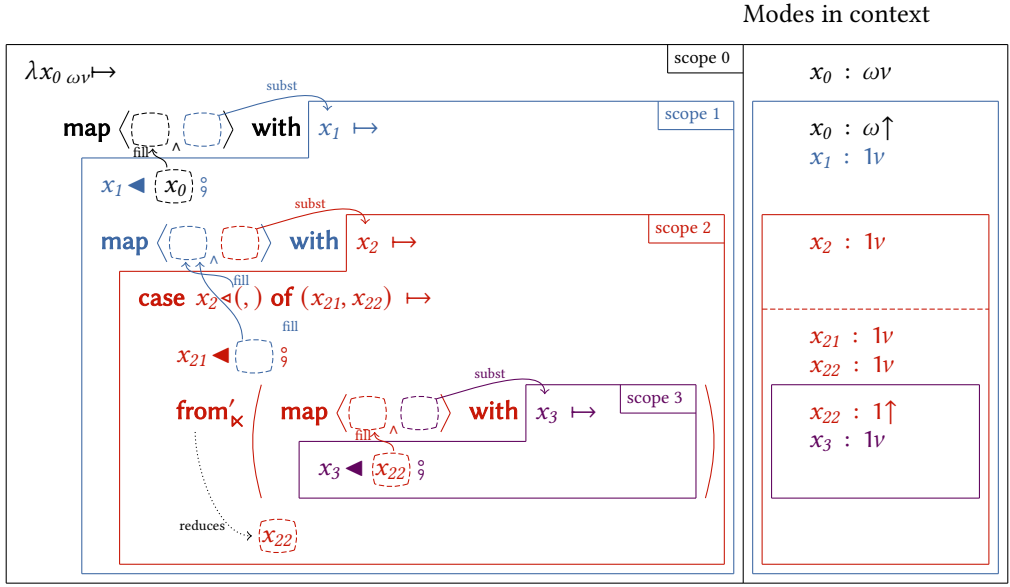 Modes in context
λx₀ ων ↦
scope 0
x₀ : ων
subst
map ⟨ ∧ ⟩ with x₁ ↦
scope 1
x₀ : ω↑
fill
x₁ : 1ν
x₁ ◀ x₀ ⨟
subst
map ⟨ ∧ ⟩ with x₂ ↦
scope 2
x₂ : 1ν
fill
case x₂ ◃ (, ) of (x₂₁, x₂₂) ↦
fill
x₂₁ : 1ν
x₂₁ ◀ ⨟
x₂₂ : 1ν
subst
from′⋉ ( map ⟨ ∧ ⟩ with x₃ ↦ )
scope 3
x₂₂ : 1↑
fill
x₃ : 1ν
x₃ ◀ x₂₂ ⨟
reduces
x₂₂